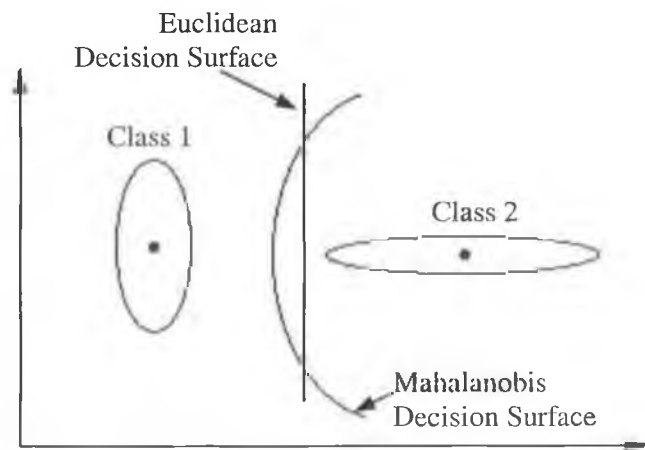 Euclidean
Decision Surface
Class 1
Class 2
Mahalanobis
Decision Surface